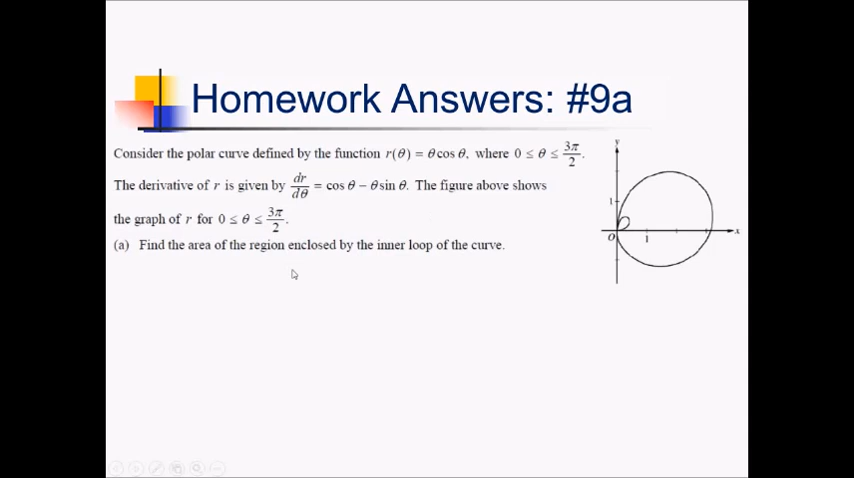 Homework Answers: #9a
Consider the polar curve defined by the function r(θ) = θ cos θ, where 0 ≤ θ ≤ 3π/2.
The derivative of r is given by dr/dθ = cos θ − θ sin θ. The figure above shows
the graph of r for 0 ≤ θ ≤ 3π/2.
(a) Find the area of the region enclosed by the inner loop of the curve.
y
1
O
1
x